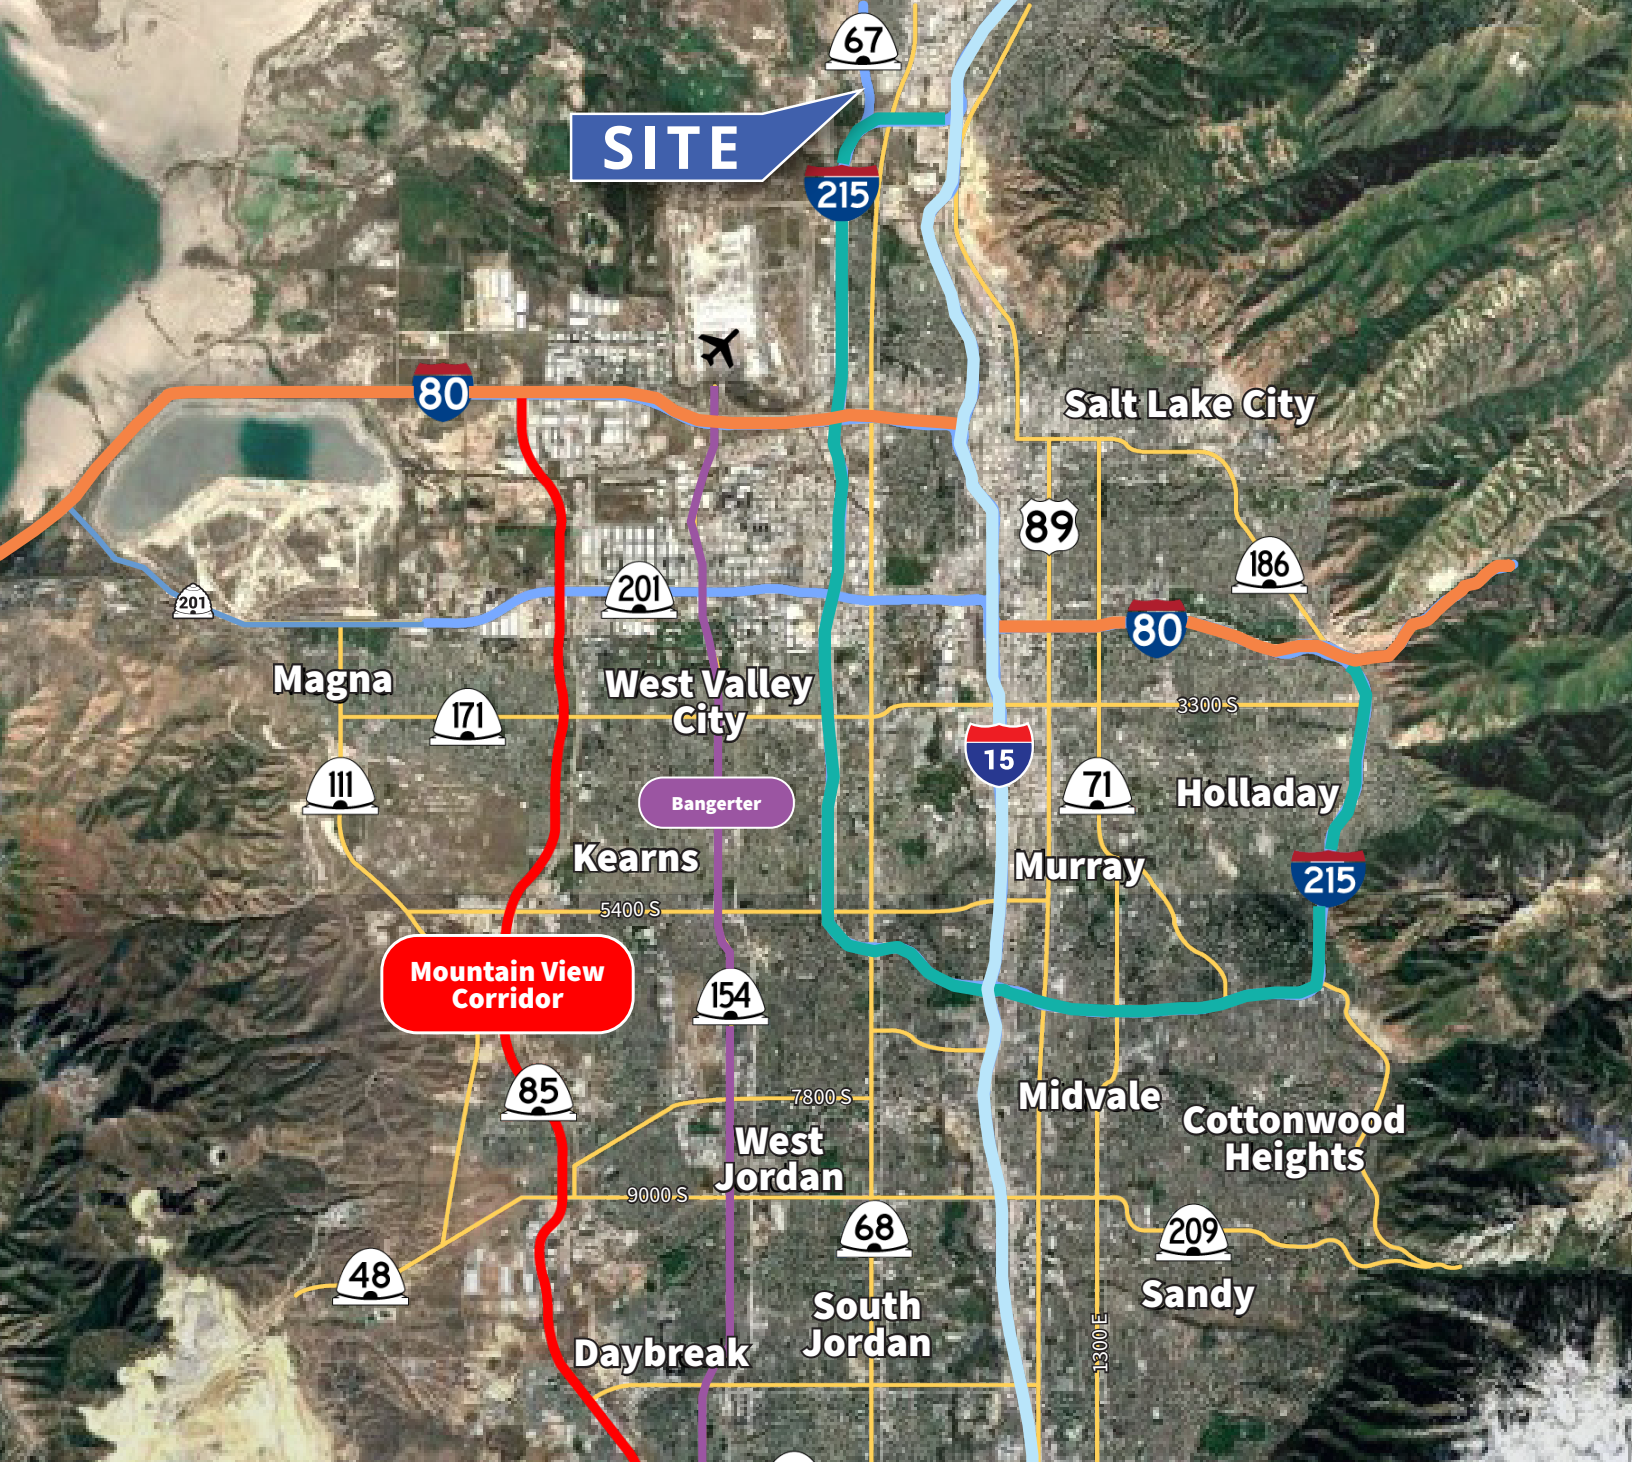 67
SITE
215
80
Salt Lake City
89
186
201
201
80
Magna
West Valley
City
171
3300 S
15
111
Bangerter
71
Holladay
Kearns
Murray
215
5400 S
Mountain View
Corridor
154
85
7800 S
Midvale
Cottonwood
Heights
West
Jordan
9000 S
68
209
48
Sandy
South
Jordan
1300 E
Daybreak